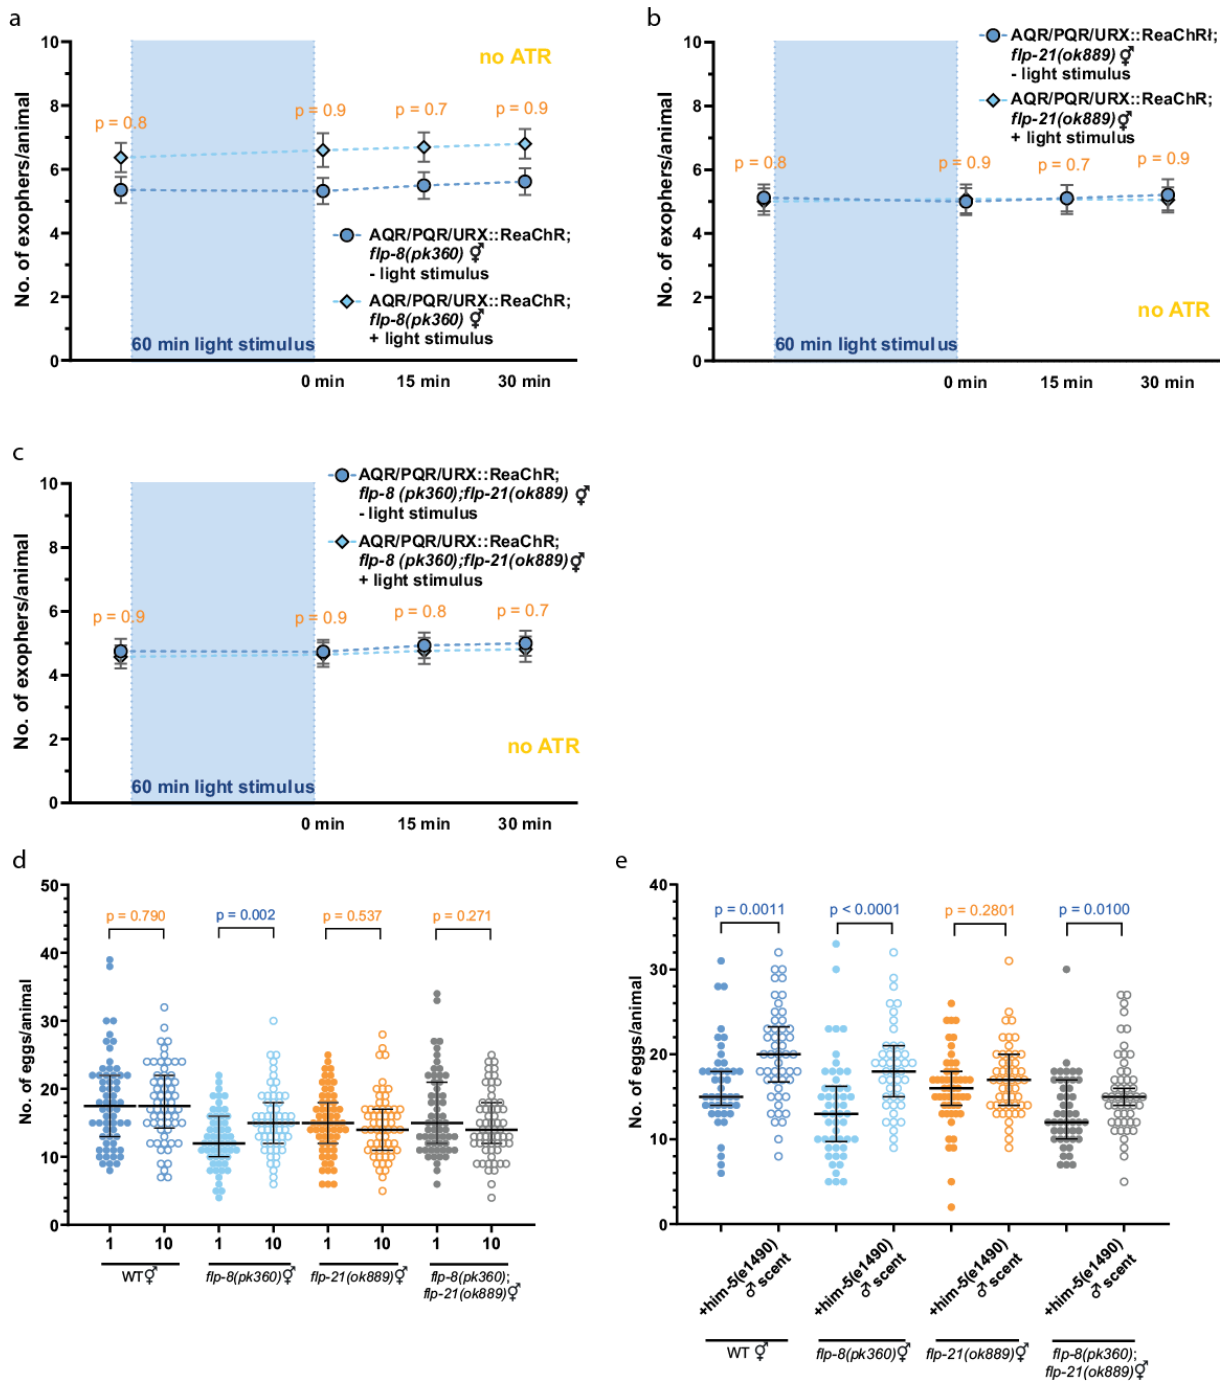 a
No. of exophers/animal
10
8
6
4
2
0
no ATR
p = 0.8
p = 0.9
p = 0.7
p = 0.9
AQR/PQR/URX::ReaChR;
flp-8(pk360) ⚥
- light stimulus
AQR/PQR/URX::ReaChR;
flp-8(pk360) ⚥
+ light stimulus
60 min light stimulus
0 min
15 min
30 min
b
No. of exophers/animal
10
8
6
4
2
0
AQR/PQR/URX::ReaChRł;
flp-21(ok889) ⚥
- light stimulus
AQR/PQR/URX::ReaChR;
flp-21(ok889) ⚥
+ light stimulus
p = 0.8
p = 0.9
p = 0.7
p = 0.9
no ATR
60 min light stimulus
0 min
15 min
30 min
c
No. of exophers/animal
10
8
6
4
2
0
AQR/PQR/URX::ReaChR;
flp-8 (pk360);flp-21(ok889) ⚥
- light stimulus
AQR/PQR/URX::ReaChR;
flp-8 (pk360);flp-21(ok889)⚥
+ light stimulus
p = 0.9
p = 0.9
p = 0.8
p = 0.7
no ATR
60 min light stimulus
0 min
15 min
30 min
d
No. of eggs/animal
50
40
30
20
10
0
p = 0.790
p = 0.002
p = 0.537
p = 0.271
1 10 1 10 1 10 1 10
WT ⚥
flp-8(pk360)⚥
flp-21(ok889)⚥
flp-8(pk360);
flp-21(ok889)⚥
e
No. of eggs/animal
40
30
20
10
0
p = 0.0011
p < 0.0001
p = 0.2801
p = 0.0100
+him-5(e1490)
♂ scent
+him-5(e1490)
♂ scent
+him-5(e1490)
♂ scent
+him-5(e1490)
♂ scent
WT ⚥
flp-8(pk360)⚥
flp-21(ok889)⚥
flp-8(pk360);
flp-21(ok889)⚥